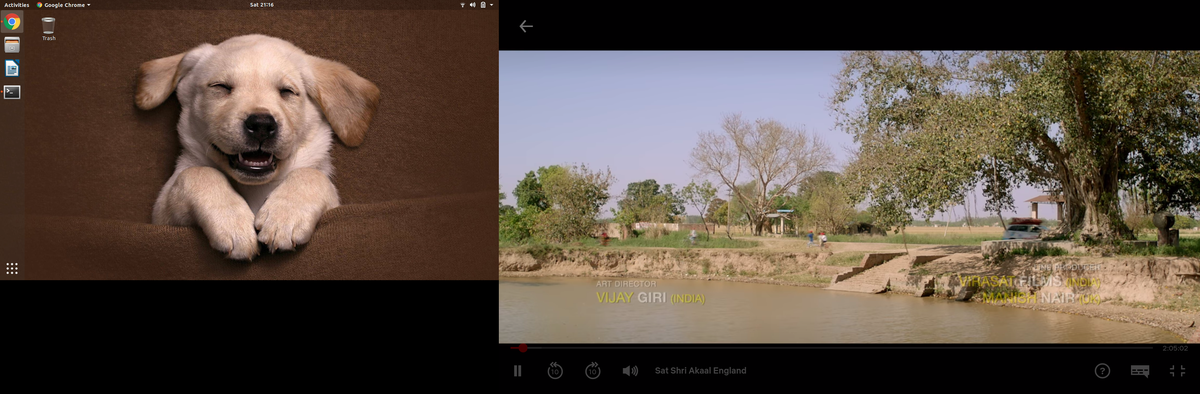 Activities
Google Chrome
Sat 21:16
Trash
ART DIRECTOR
VIJAY GIRI (INDIA)
VIRASAT FILMS (INDIA)
MANISH NAIR (UK)
2:05:02
10
10
Sat Shri Akaal England
?